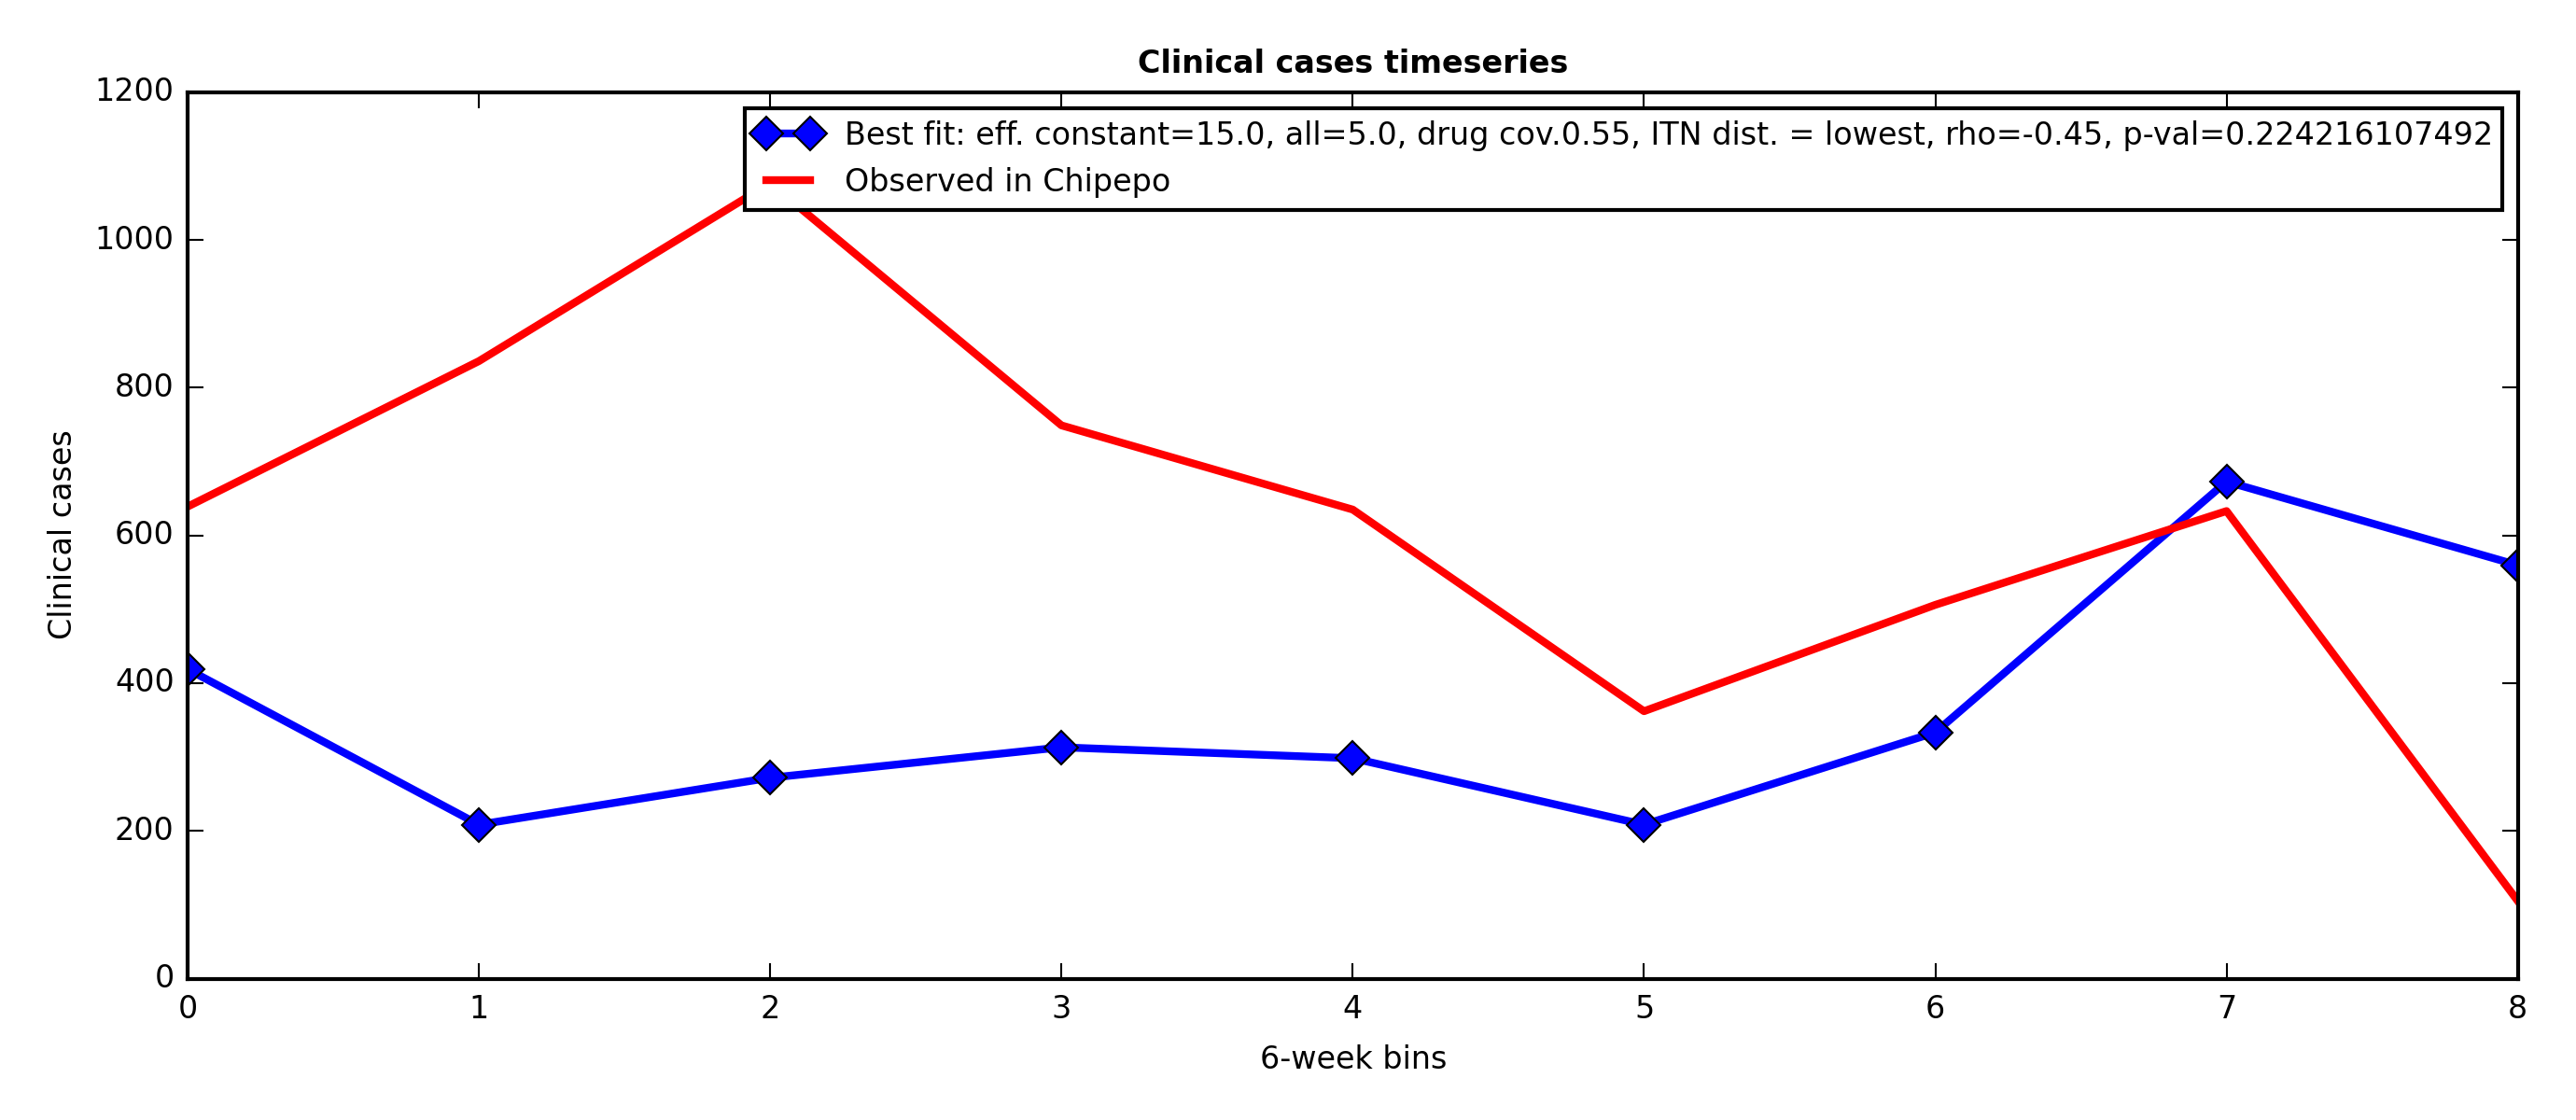 Clinical cases timeseries
1200
1000
800
600
400
200
0
Clinical cases
Best fit: eff. constant=15.0, all=5.0, drug cov.0.55, ITN dist. = lowest, rho=-0.45, p-val=0.224216107492
Observed in Chipepo
0 1 2 3 4 5 6 7 8
6-week bins